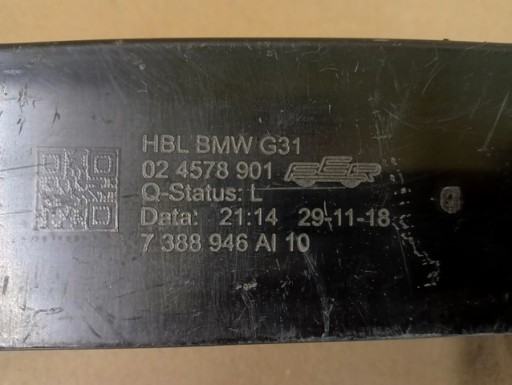 HBL BMW G31
02 4578 901
Q-Status: L
Data: 21:14 29-11-18
7 388 946 AI 10